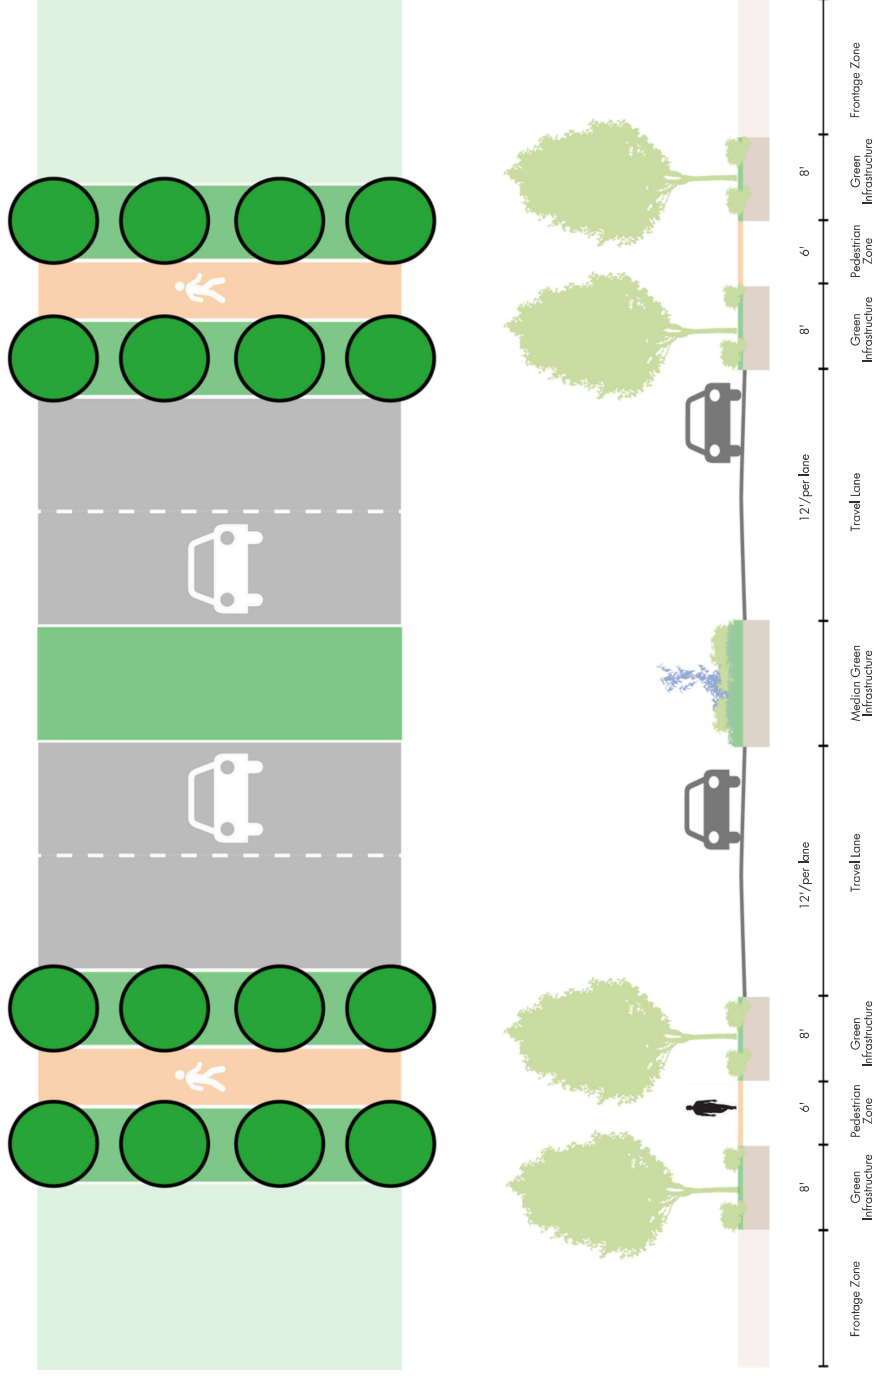 8'
6'
8'
12'/per lane
12'/per lane
8'
6'
8'
Frontage Zone
Green
Infrastructure
Pedestrian
Zone
Green
Infrastructure
Travel Lane
Median Green
Infrastructure
Travel Lane
Green
Infrastructure
Pedestrian
Zone
Green
Infrastructure
Frontage Zone